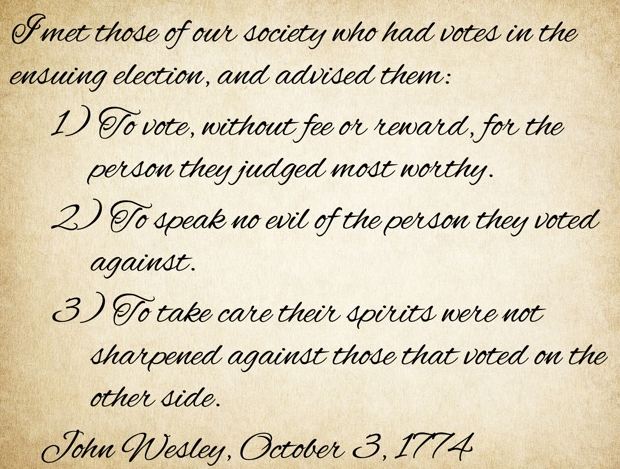 I met those of our society who had votes in the
ensuing election, and advised them:
1) To vote, without fee or reward, for the
person they judged most worthy.
2) To speak no evil of the person they voted
against.
3) To take care their spirits were not
sharpened against those that voted on the
other side.
John Wesley, October 3, 1774